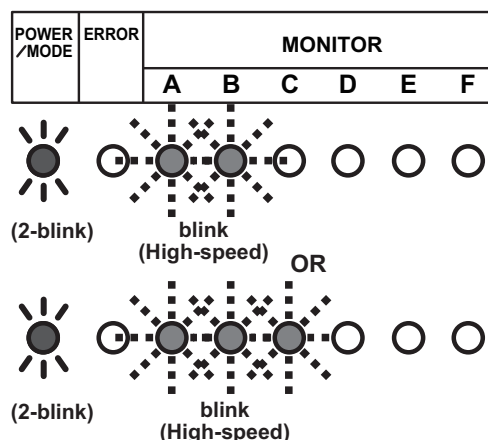 POWER ERROR MONITOR
/MODE
A B C D E F
(2-blink) blink
(High-speed)
OR
(2-blink) blink
(High-speed)